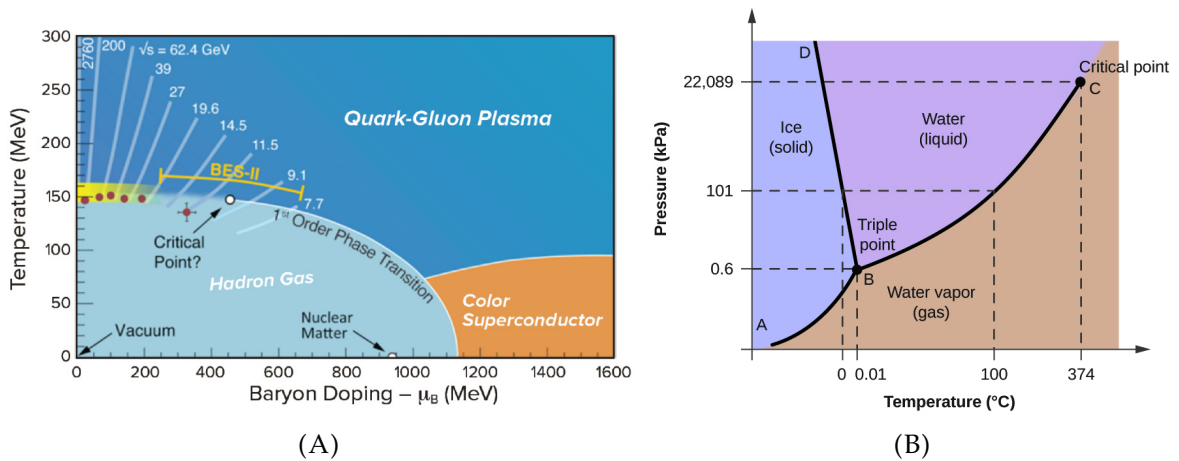 300
250
200
150
100
50
0
Temperature (MeV)
2760
200
√s = 62.4 GeV
39
27
19.6
14.5
11.5
9.1
7.7
BES-II
Quark-Gluon Plasma
Critical
Point?
1st Order Phase Transition
Hadron Gas
Color
Superconductor
Vacuum
Nuclear
Matter
0 200 400 600 800 1000 1200 1400 1600
Baryon Doping – μB (MeV)
(A)
Pressure (kPa)
22,089
101
0.6
D
Critical point
C
Ice
(solid)
Water
(liquid)
Triple
point
B
Water vapor
(gas)
A
0 0.01 100 374
Temperature (°C)
(B)